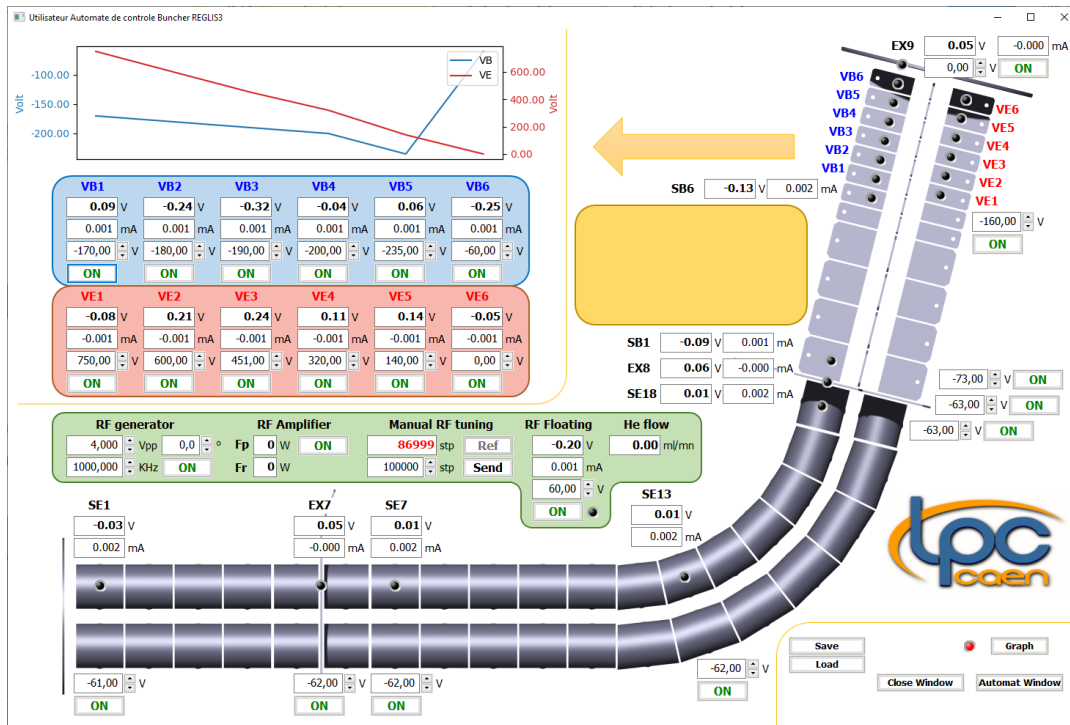 Utilisateur Automate de controle Buncher REGLIS3
-100.00
-150.00
-200.00
Volt
VB
VE
600.00
400.00
200.00
0.00
Volt
VB1 VB2 VB3 VB4 VB5 VB6
0.09 V -0.24 V -0.32 V -0.04 V 0.06 V -0.25 V
0.001 mA 0.001 mA 0.001 mA 0.001 mA 0.001 mA 0.001 mA
-170,00 V -180,00 V -190,00 V -200,00 V -235,00 V -60,00 V
ON ON ON ON ON ON
VE1 VE2 VE3 VE4 VE5 VE6
-0.08 V 0.21 V 0.24 V 0.11 V 0.14 V -0.05 V
-0.001 mA -0.001 mA -0.001 mA -0.001 mA -0.001 mA -0.001 mA
750,00 V 600,00 V 451,00 V 320,00 V 140,00 V 0,00 V
ON ON ON ON ON ON
EX9 0.05 V -0.000 mA
0,00 V ON
VB6
VB5
VB4
VB3
VB2
VB1
VE6
VE5
VE4
VE3
VE2
VE1
-160,00 V
ON
SB6 -0.13 V 0.002 mA
SB1 -0.09 V 0.001 mA
EX8 0.06 V -0.000 mA
SE18 0.01 V 0.002 mA
-73,00 V ON
-63,00 V ON
-63,00 V ON
RF generator RF Amplifier Manual RF tuning RF Floating He flow
4,000 Vpp 0,0 ° Fp 0 W ON 86999 stp Ref -0.20 V 0.00 ml/mn
1000,000 KHz ON Fr 0 W 100000 stp Send 0.001 mA
60,00 V
ON
SE1 EX7 SE7 SE13
-0.03 V 0.05 V 0.01 V 0.01 V
0.002 mA -0.000 mA 0.002 mA 0.002 mA
-61,00 V -62,00 V -62,00 V -62,00 V
ON ON ON ON
lpc
caen
Save Graph
Load
Close Window Automat Window